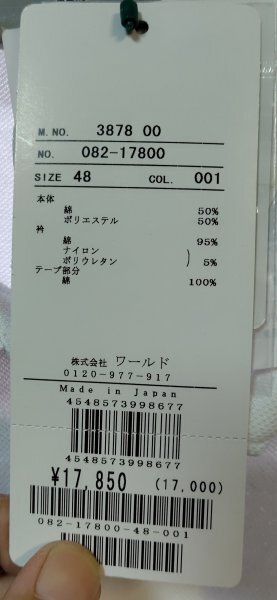 M.NO. 3878 00
NO. 082-17800
SIZE 48 COL. 001
本体
綿 50%
ポリエステル 50%
衿
綿 95%
ナイロン
ポリウレタン ) 5%
テープ部分
綿 100%
株式会社 ワールド
0120-977-917
Made in Japan
4548573998677
4548573998677
¥17,850 (17,000)
082-17800-48-001